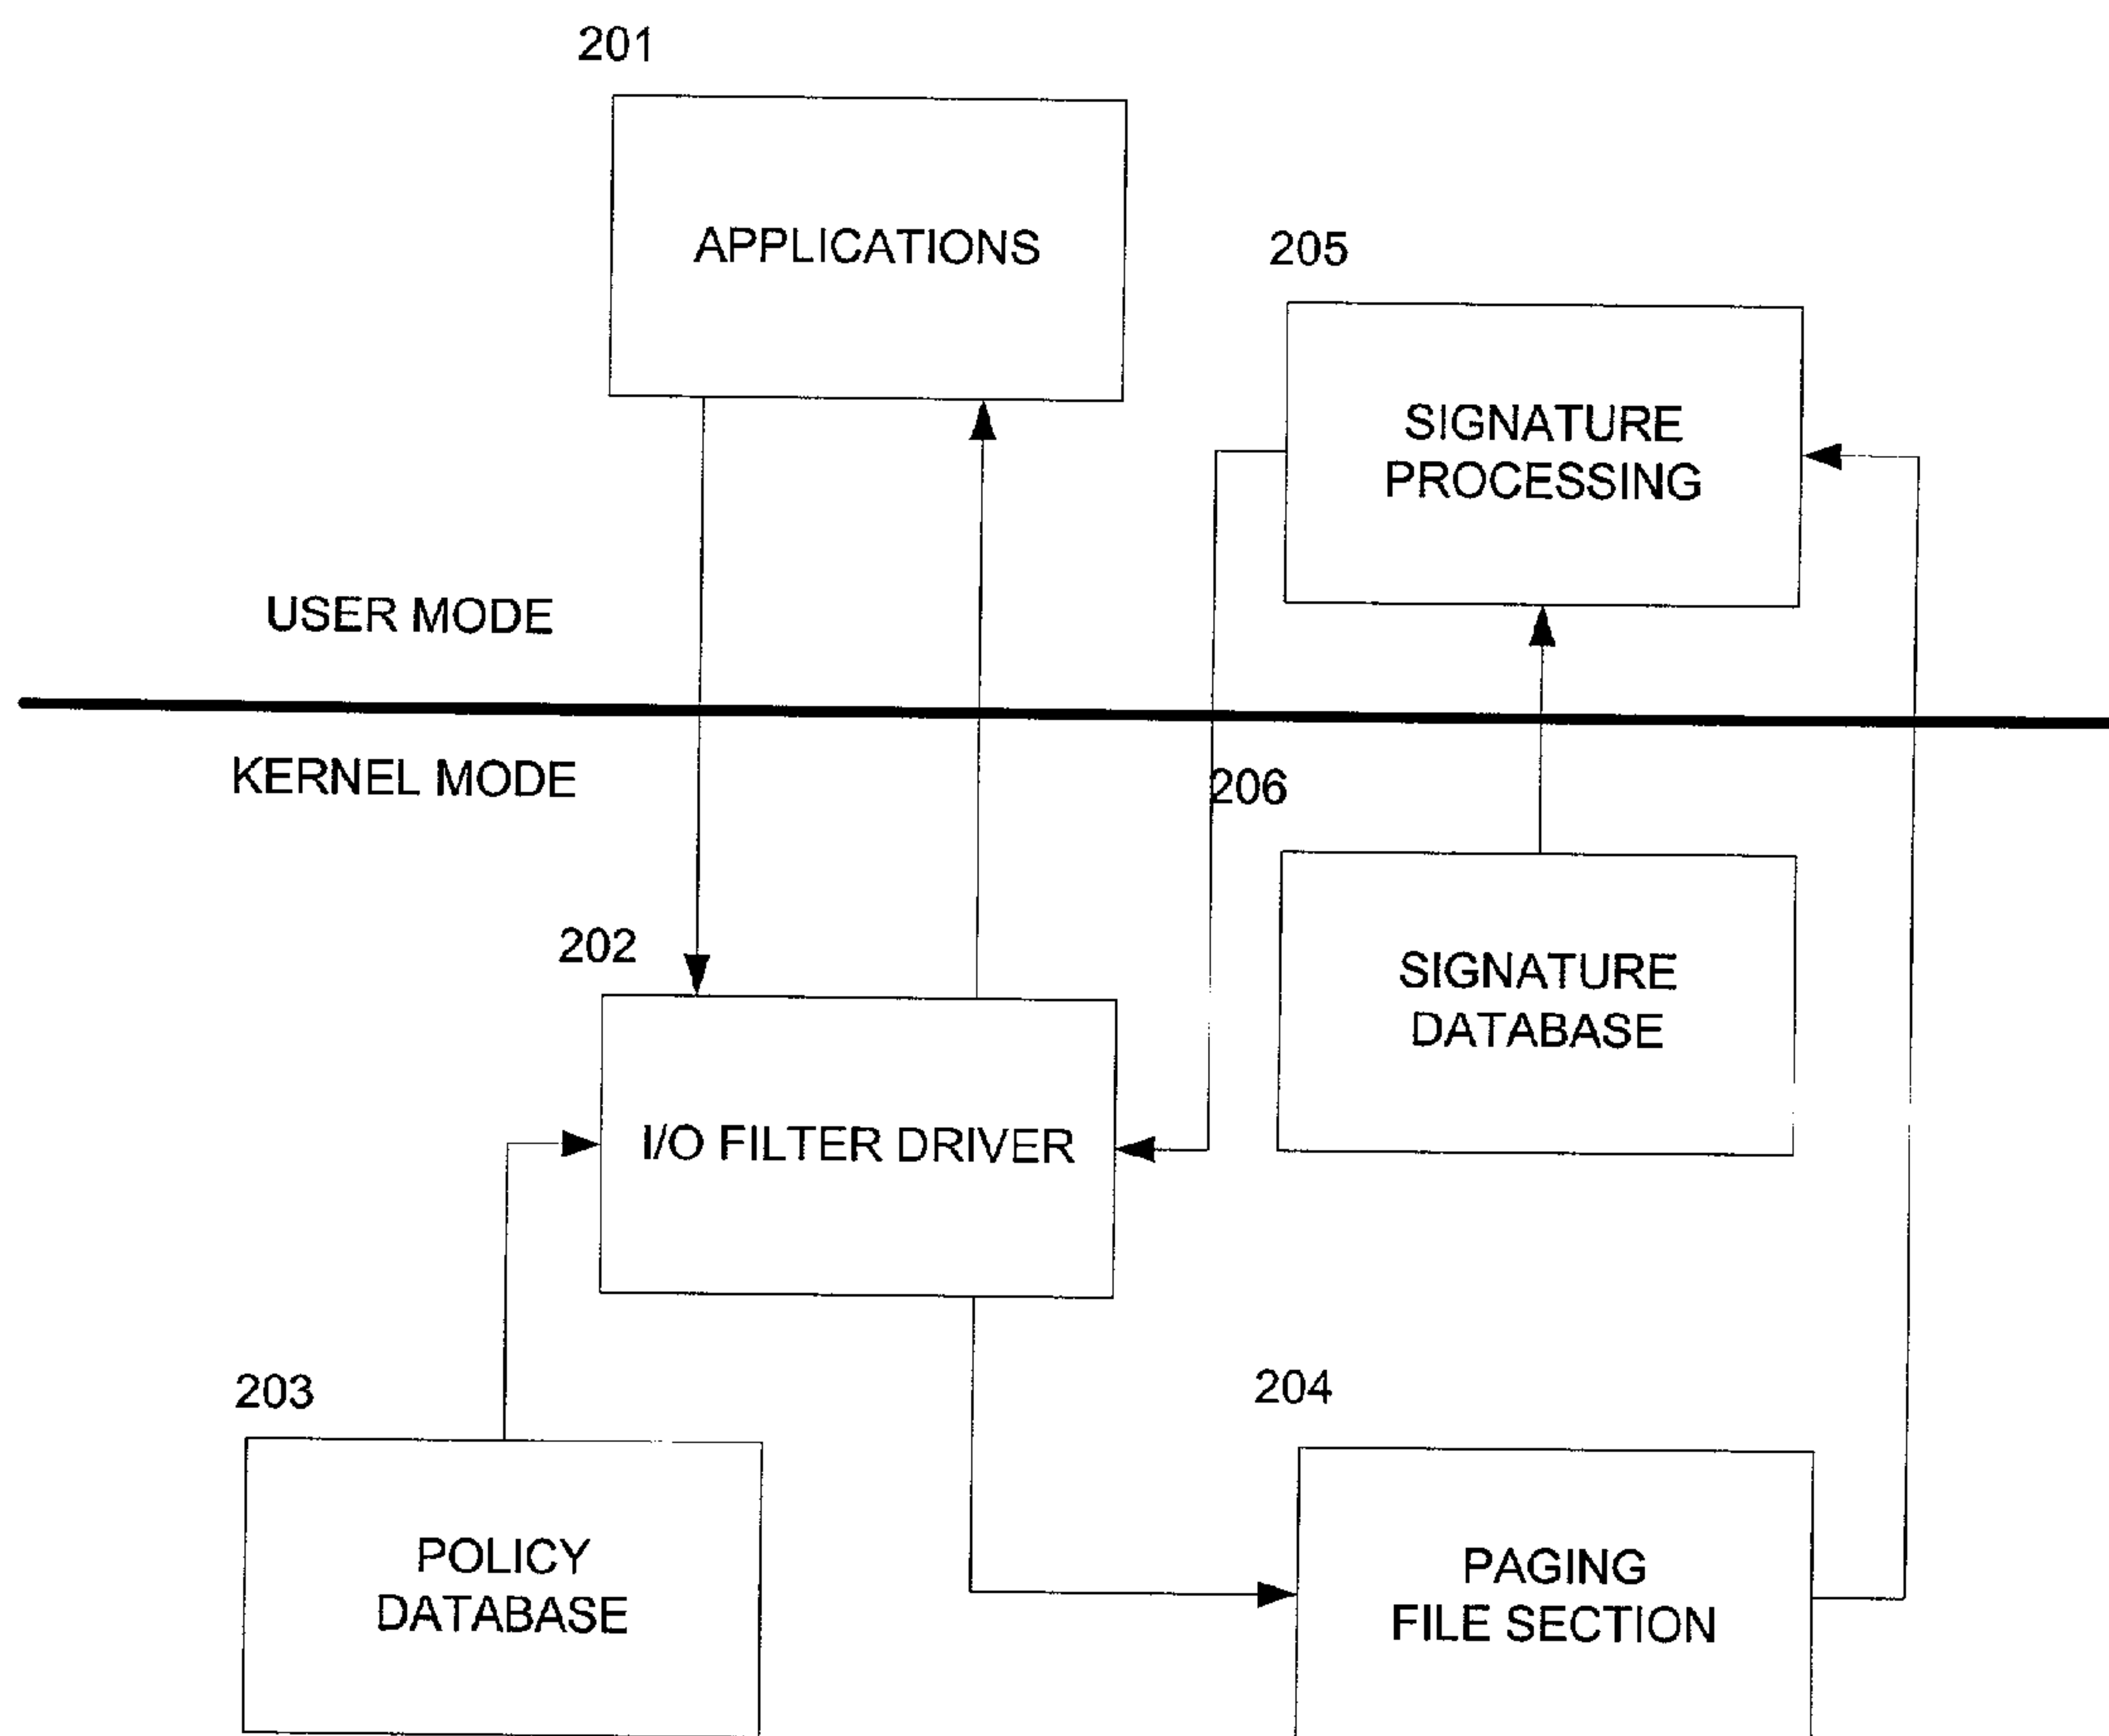 201
APPLICATIONS
205
SIGNATURE
PROCESSING
USER MODE
KERNEL MODE
206
SIGNATURE
DATABASE
202
I/O FILTER DRIVER
203
POLICY
DATABASE
204
PAGING
FILE SECTION